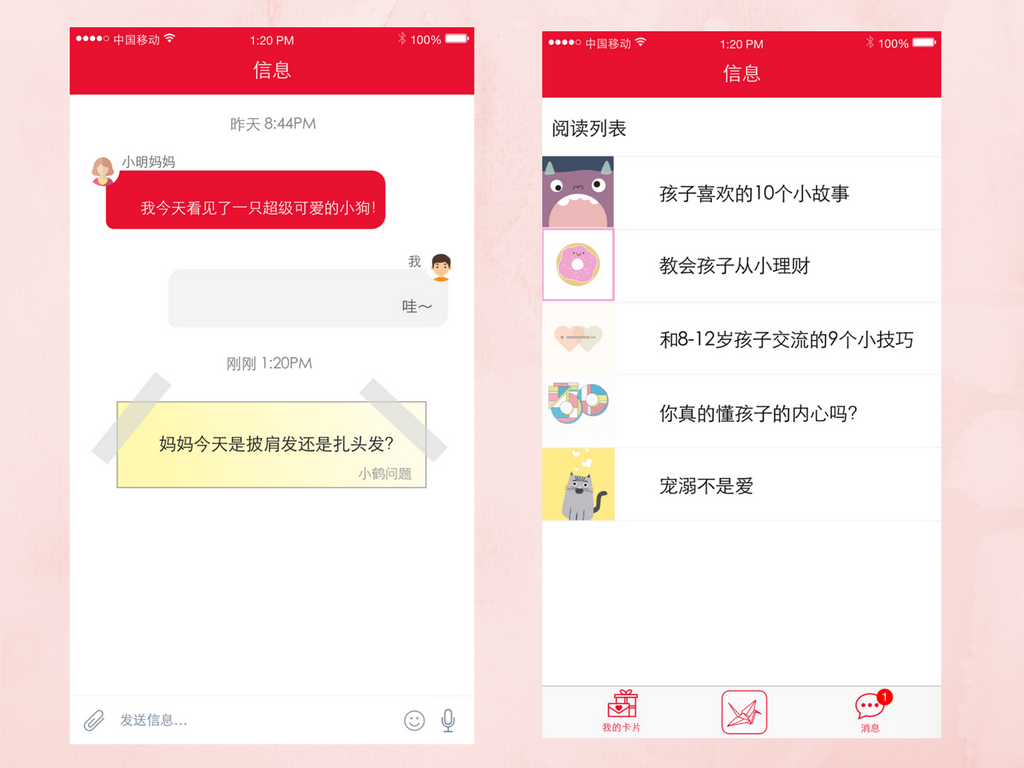 中国移动
1:20 PM
100%
信息
昨天 8:44PM
小明妈妈
我今天看见了一只超级可爱的小狗!
我
哇～
刚刚 1:20PM
妈妈今天是披肩发还是扎头发?
小鹤问题
发送信息...
中国移动
1:20 PM
100%
信息
阅读列表
孩子喜欢的10个小故事
教会孩子从小理财
和8-12岁孩子交流的9个小技巧
你真的懂孩子的内心吗?
宠溺不是爱
我的卡片
1
消息